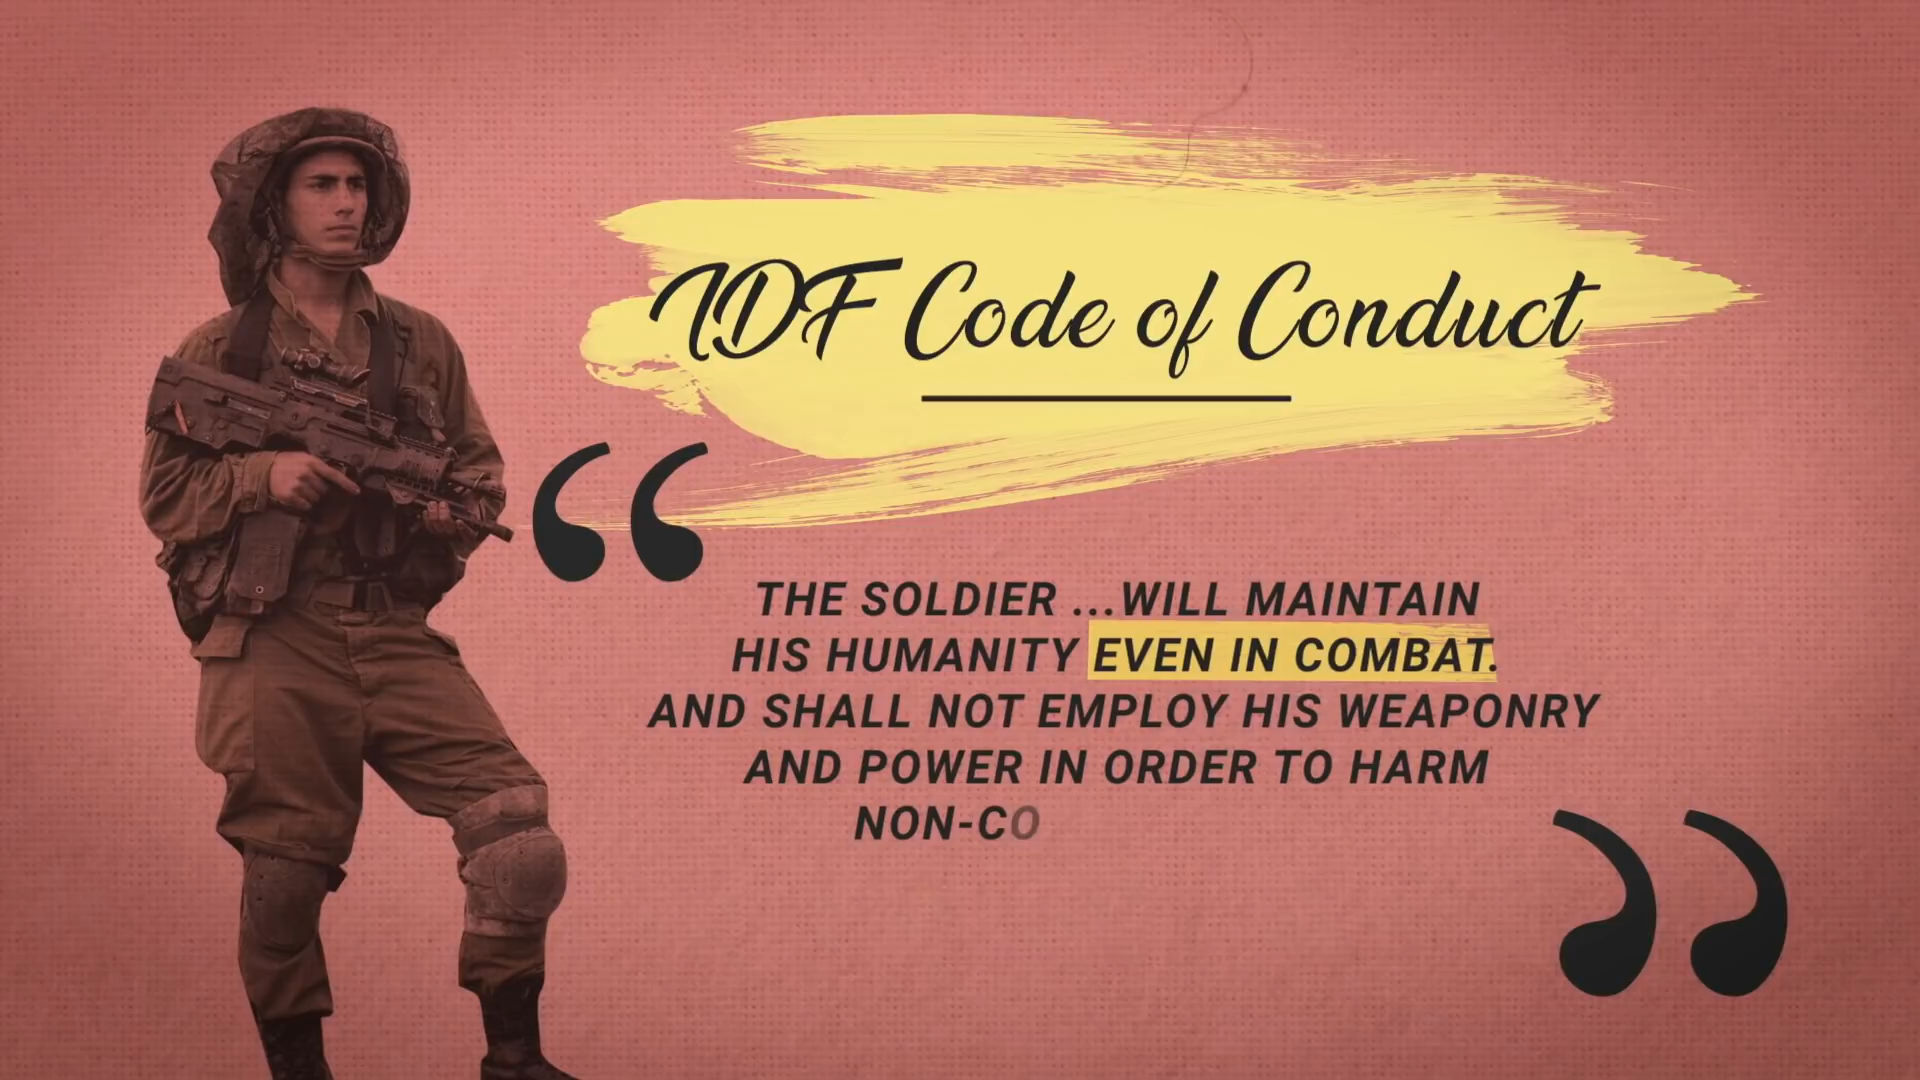 IDF Code of Conduct
“
THE SOLDIER ...WILL MAINTAIN
HIS HUMANITY EVEN IN COMBAT.
AND SHALL NOT EMPLOY HIS WEAPONRY
AND POWER IN ORDER TO HARM
NON-CO
”